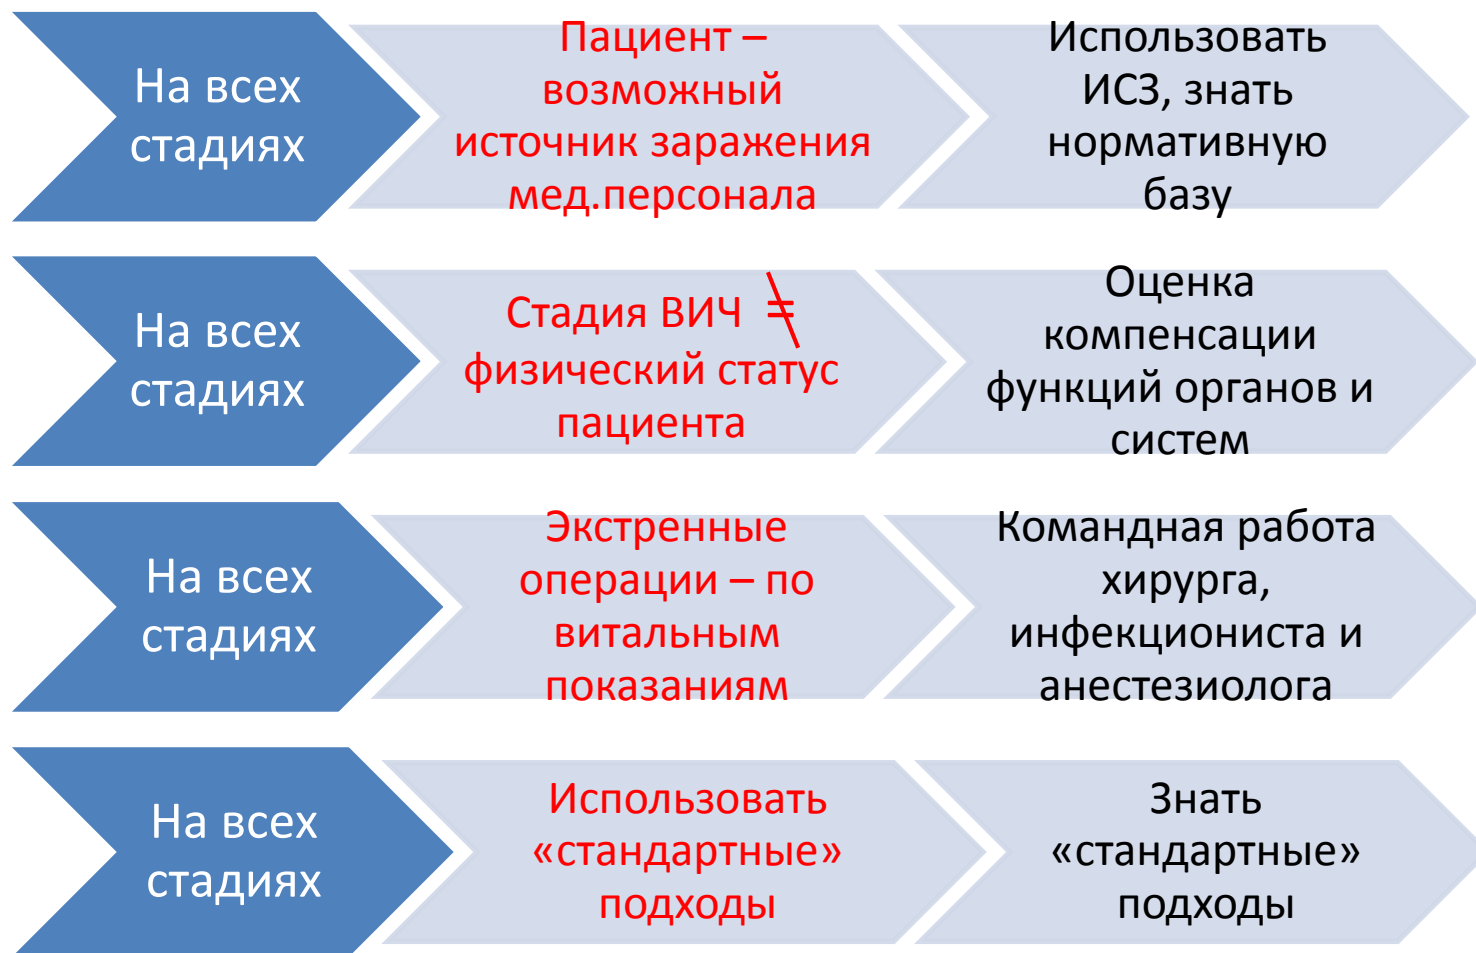 На всех
стадиях
Пациент –
возможный
источник заражения
мед.персонала
Использовать
ИСЗ, знать
нормативную
базу
На всех
стадиях
Стадия ВИЧ ≠
физический статус
пациента
Оценка
компенсации
функций органов и
систем
На всех
стадиях
Экстренные
операции – по
витальным
показаниям
Командная работа
хирурга,
инфекциониста и
анестезиолога
На всех
стадиях
Использовать
«стандартные»
подходы
Знать
«стандартные»
подходы